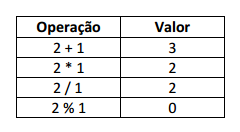 Operação Valor
2 + 1 3
2 * 1 2
2 / 1 2
2 % 1 0